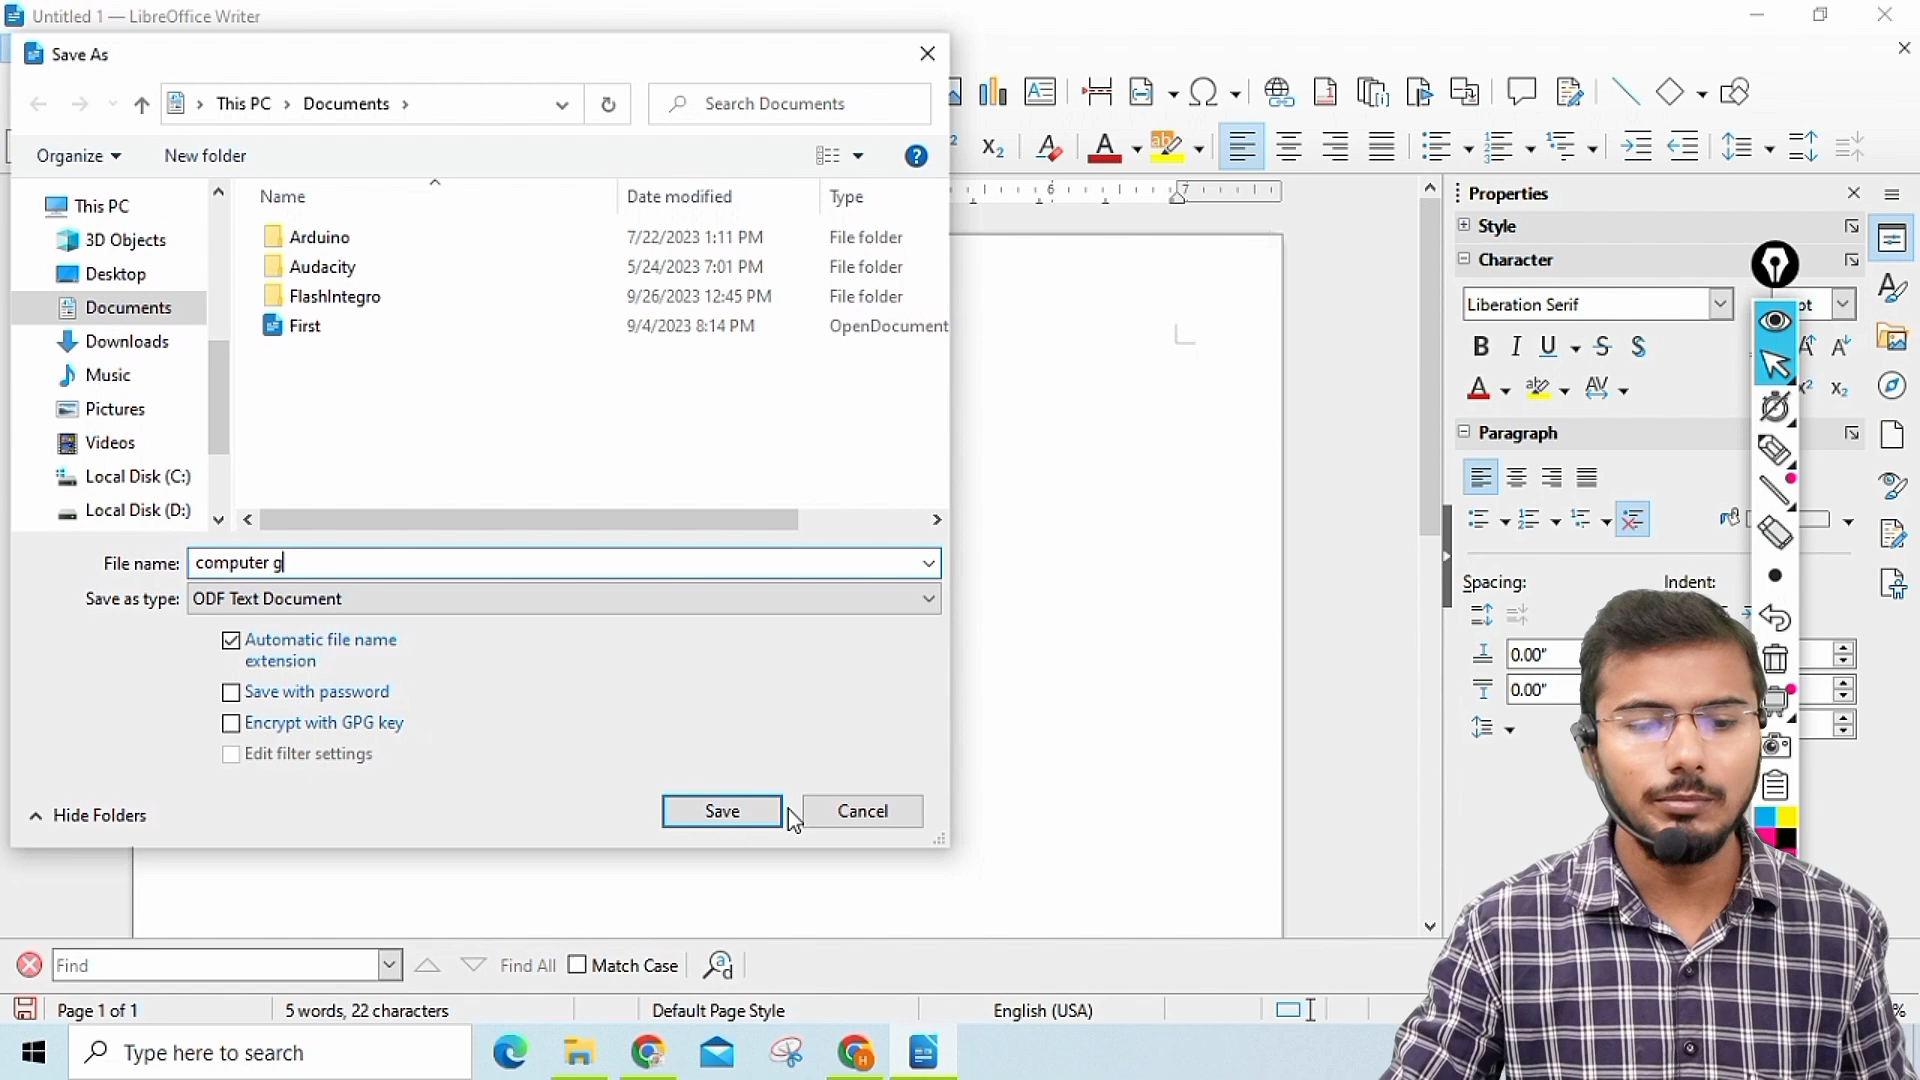 Untitled 1 — LibreOffice Writer
Save As
This PC Documents
Search Documents
Organize New folder
Name Date modified Type
This PC
3D Objects
Desktop
Documents
Downloads
Music
Pictures
Videos
Local Disk (C:)
Local Disk (D:)
Arduino 7/22/2023 1:11 PM File folder
Audacity 5/24/2023 7:01 PM File folder
FlashIntegro 9/26/2023 12:45 PM File folder
First 9/4/2023 8:14 PM OpenDocument
File name: computer g
Save as type: ODF Text Document
Automatic file name
extension
Save with password
Encrypt with GPG key
Edit filter settings
Hide Folders
Save Cancel
6 7
Properties
Style
Character
Liberation Serif
Paragraph
Spacing: Indent:
0.00"
0.00"
Find Find All Match Case
Page 1 of 1 5 words, 22 characters Default Page Style English (USA) %
Type here to search